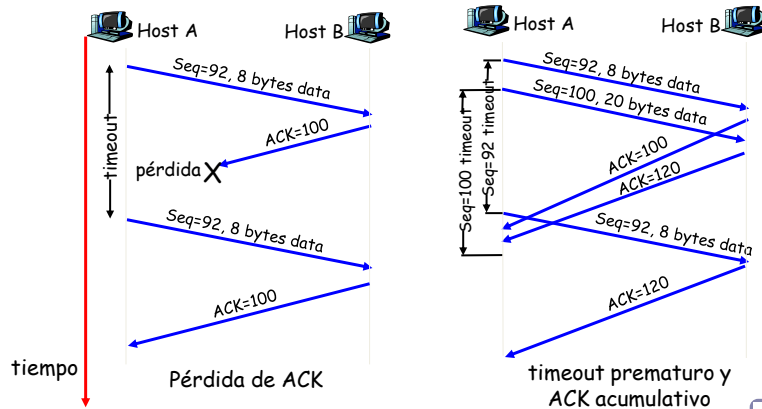 Host A
Host B
Seq=92, 8 bytes data
timeout
ACK=100
pérdida
X
Seq=92, 8 bytes data
ACK=100
tiempo
Pérdida de ACK
Host A
Host B
Seq=92, 8 bytes data
Seq=100, 20 bytes data
Seq=100 timeout
Seq=92 timeout
ACK=100
ACK=120
Seq=92, 8 bytes data
ACK=120
timeout prematuro y
ACK acumulativo